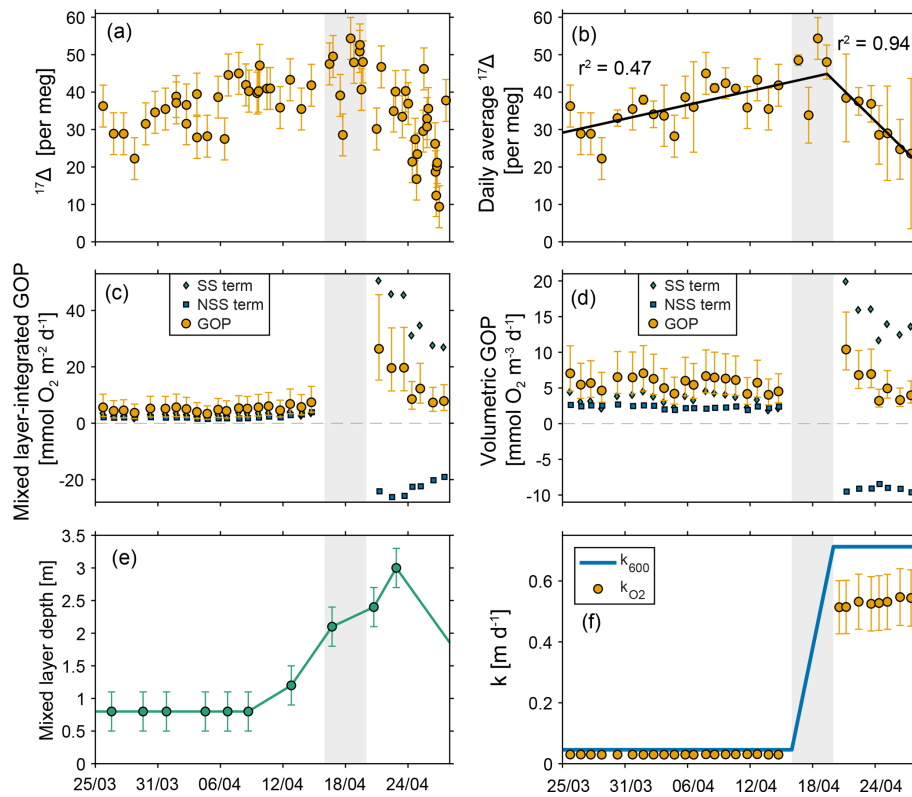 60
50
40
30
20
10
0
¹⁷Δ [per meg]
(a)
60
50
40
30
20
10
0
Daily average ¹⁷Δ
[per meg]
(b)
r² = 0.47
r² = 0.94
40
20
0
-20
Mixed layer-integrated GOP
[mmol O₂ m⁻² d⁻¹]
(c)
SS term
NSS term
GOP
20
15
10
5
0
-5
-10
Volumetric GOP
[mmol O₂ m⁻³ d⁻¹]
(d)
SS term
NSS term
GOP
3.5
3
2.5
2
1.5
1
0.5
0
Mixed layer depth [m]
(e)
25/03
31/03
06/04
12/04
18/04
24/04
0.6
0.4
0.2
0
k [m d⁻¹]
k₆₀₀
k_O2
(f)
25/03
31/03
06/04
12/04
18/04
24/04